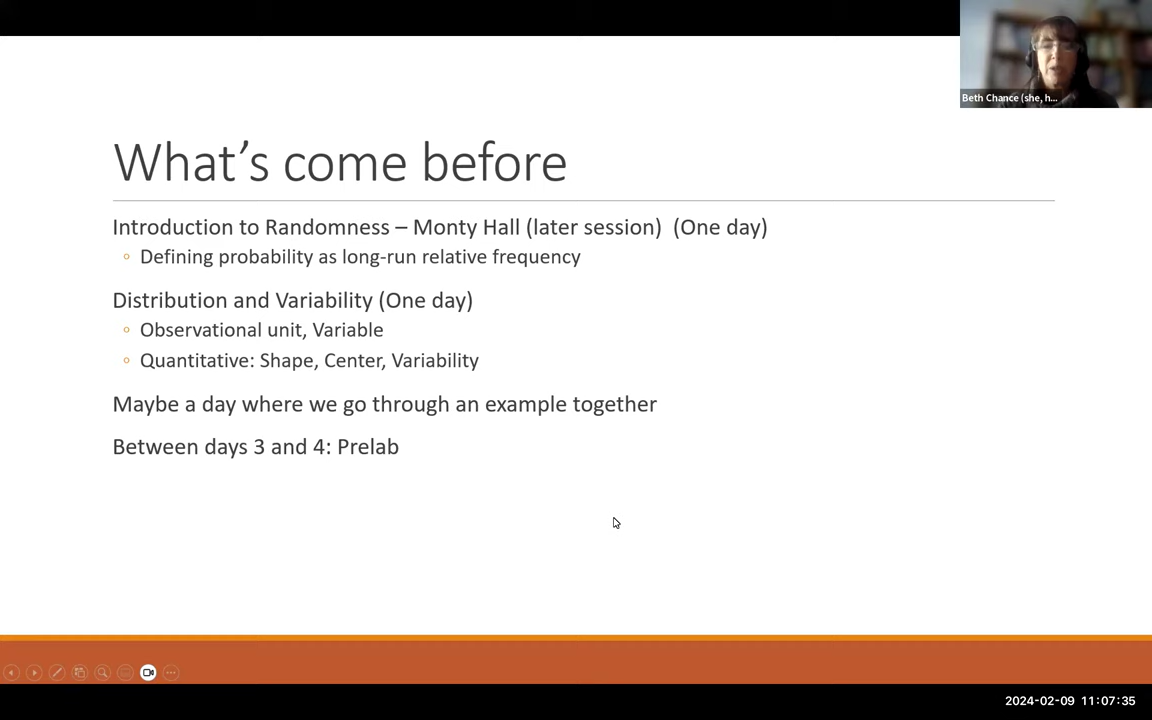 Beth Chance (she, h...
What's come before
Introduction to Randomness – Monty Hall (later session)  (One day)
Defining probability as long-run relative frequency
Distribution and Variability (One day)
Observational unit, Variable
Quantitative: Shape, Center, Variability
Maybe a day where we go through an example together
Between days 3 and 4: Prelab
2024-02-09 11:07:35